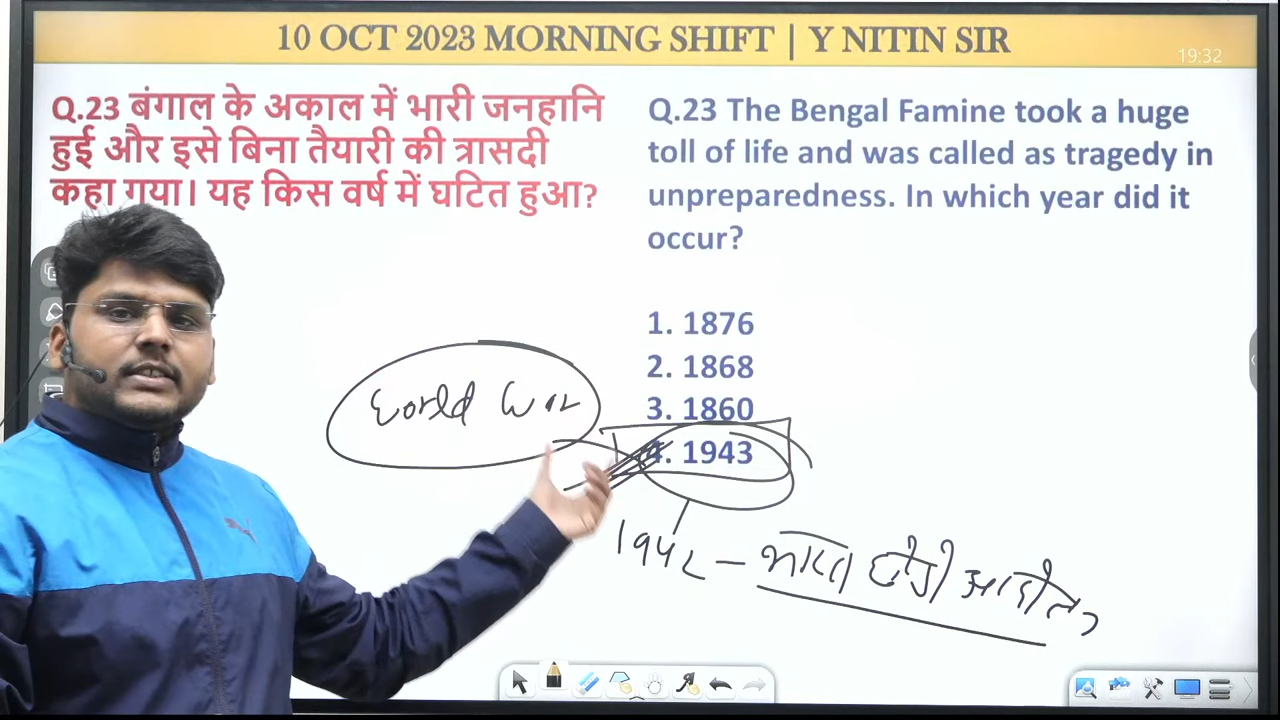 10 OCT 2023 MORNING SHIFT | Y NITIN SIR
19:32
Q.23 बंगाल के अकाल में भारी जनहानि
हुई और इसे बिना तैयारी की त्रासदी
कहा गया। यह किस वर्ष में घटित हुआ?
Q.23 The Bengal Famine took a huge
toll of life and was called as tragedy in
unpreparedness. In which year did it
occur?
1. 1876
2. 1868
3. 1860
4. 1943
World War
1942 - भारत छोड़ो